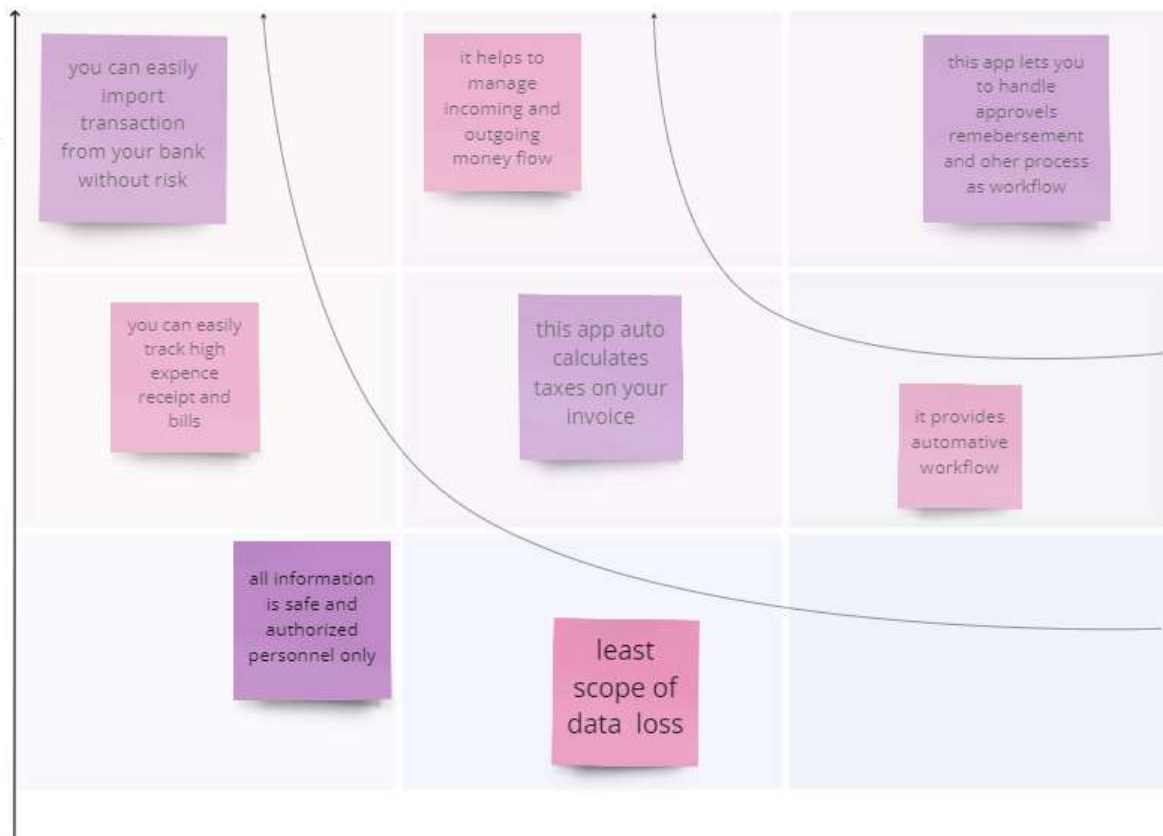 you can easily
import
transaction
from your bank
without risk
it helps to
manage
incoming and
outgoing
money flow
this app lets you
to handle
approvels
remebersement
and oher process
as workflow
you can easily
track high
expence
receipt and
bills
this app auto
calculates
taxes on your
invoice
it provides
automative
workflow
all information
is safe and
authorized
personnel only
least
scope of
data loss